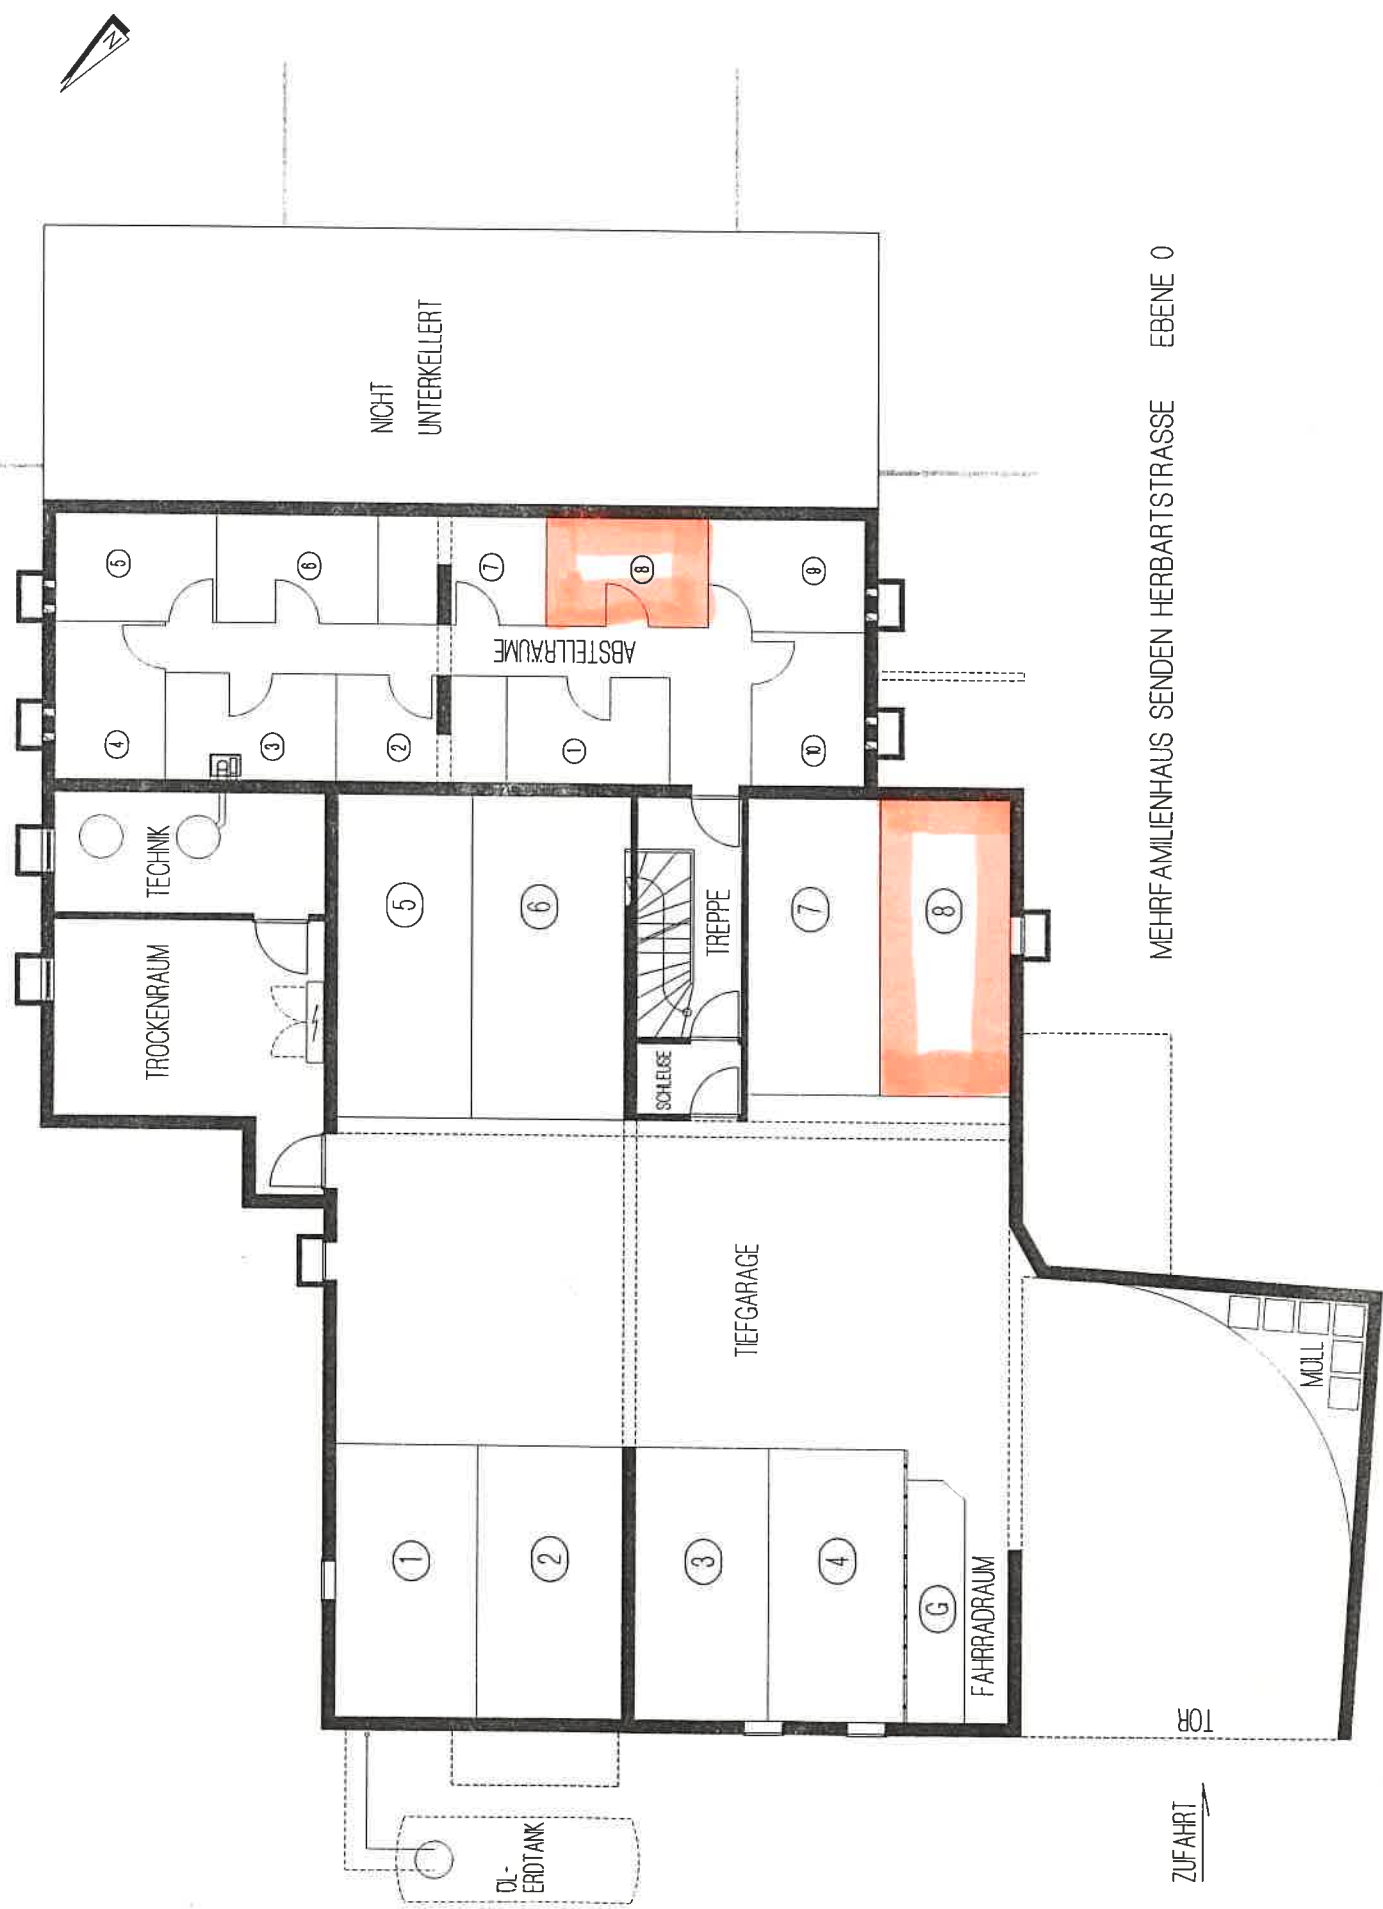 N
NICHT
UNTERKELLERT
5
6
7
8
9
ABSTELLRÄUME
4
3
2
1
10
TECHNIK
TROCKENRAUM
5
6
TREPPE
SCHLEUSE
7
8
TIEFGARAGE
1
2
3
4
G
FAHRRADRAUM
MÜLL
TOR
ZUFAHRT
ÖL-
ERDTANK
MEHRFAMILIENHAUS SENDEN HERBARTSTRASSE EBENE 0